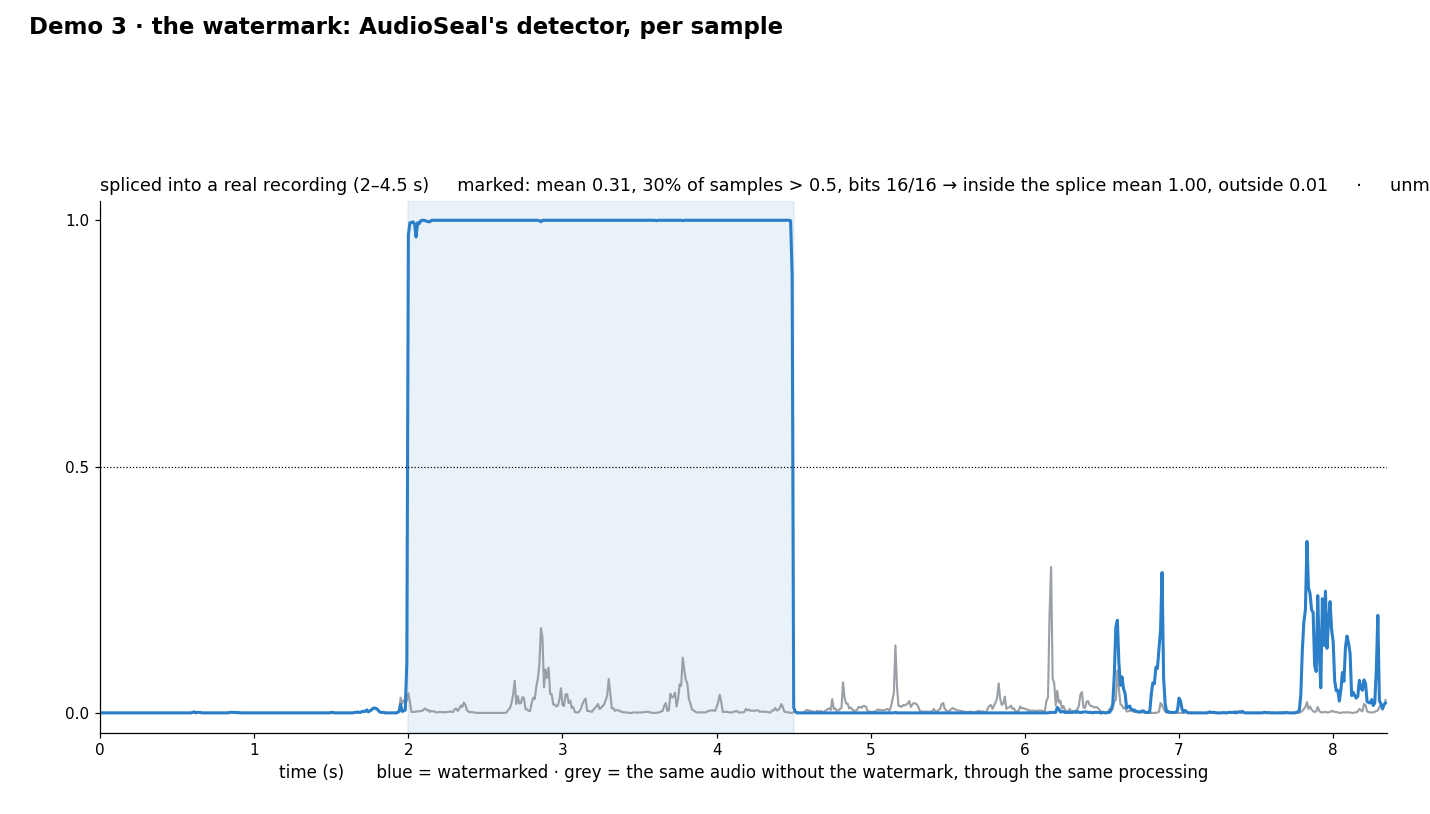 Demo 3 · the watermark: AudioSeal's detector, per sample
spliced into a real recording (2–4.5 s) marked: mean 0.31, 30% of samples > 0.5, bits 16/16 → inside the splice mean 1.00, outside 0.01 · unm
1.0
0.5
0.0
0 1 2 3 4 5 6 7 8
time (s) blue = watermarked · grey = the same audio without the watermark, through the same processing